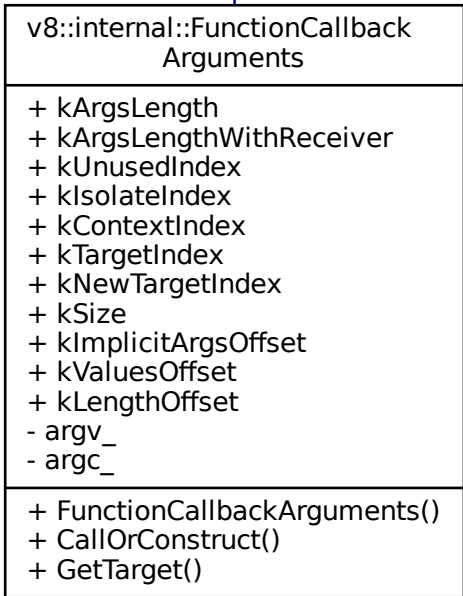 v8::internal::FunctionCallback
Arguments
+ kArgsLength
+ kArgsLengthWithReceiver
+ kUnusedIndex
+ kIsolateIndex
+ kContextIndex
+ kTargetIndex
+ kNewTargetIndex
+ kSize
+ kImplicitArgsOffset
+ kValuesOffset
+ kLengthOffset
- argv_
- argc_
+ FunctionCallbackArguments()
+ CallOrConstruct()
+ GetTarget()